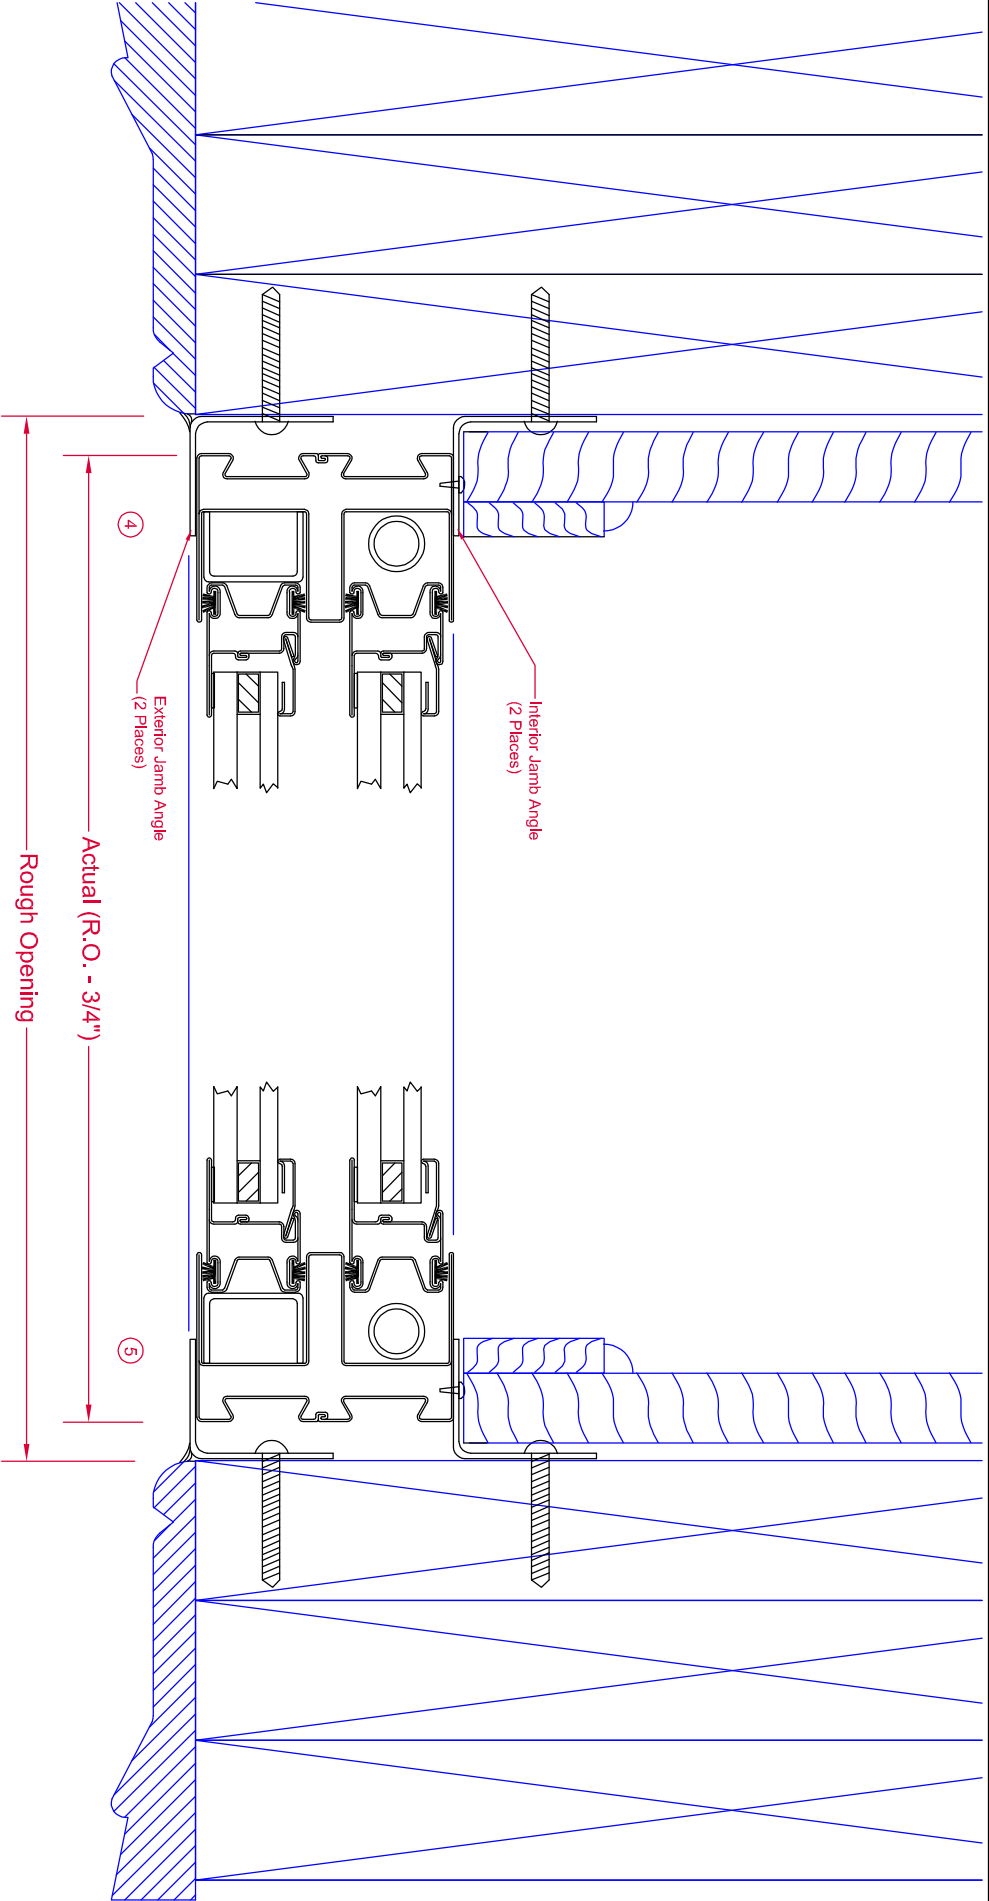 Interior Jamb Angle
(2 Places)
4
5
Exterior Jamb Angle
(2 Places)
Actual (R.O. - 3/4")
Rough Opening